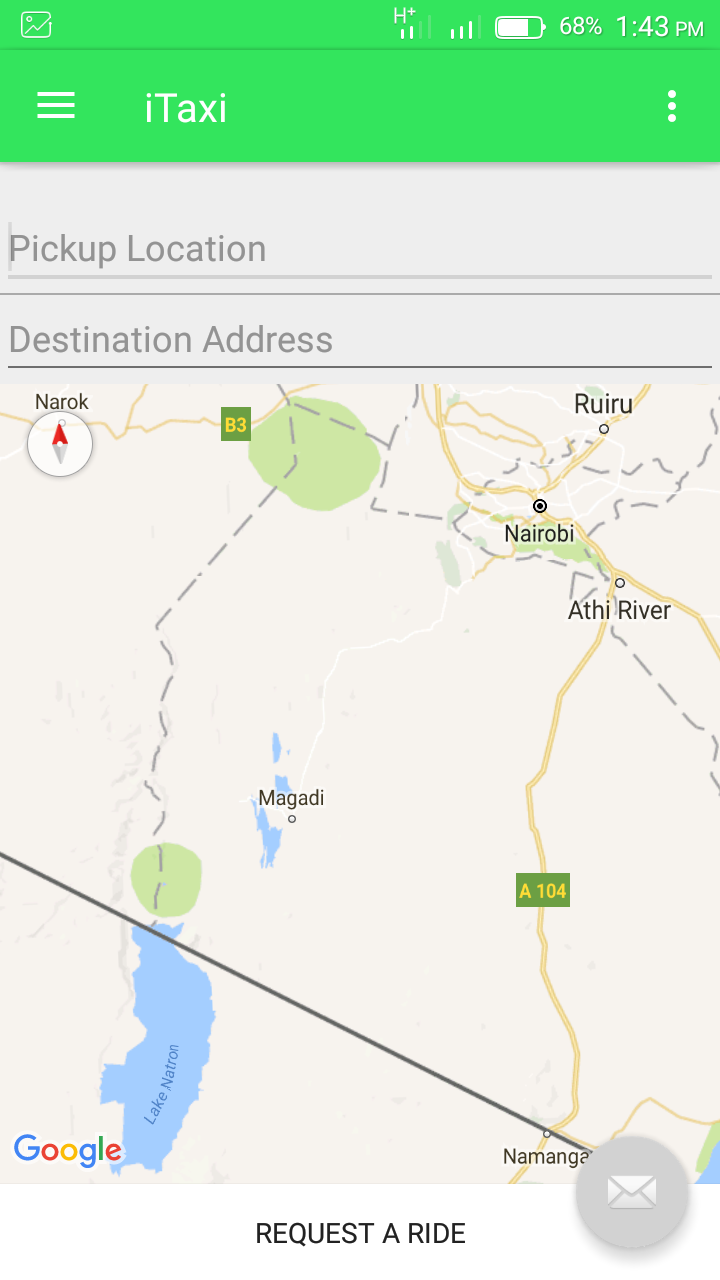 H+ 68% 1:43 PM
iTaxi
Pickup Location
Destination Address
Narok
B3
Ruiru
Nairobi
Athi River
Magadi
A 104
Lake Natron
Google
Namanga
REQUEST A RIDE